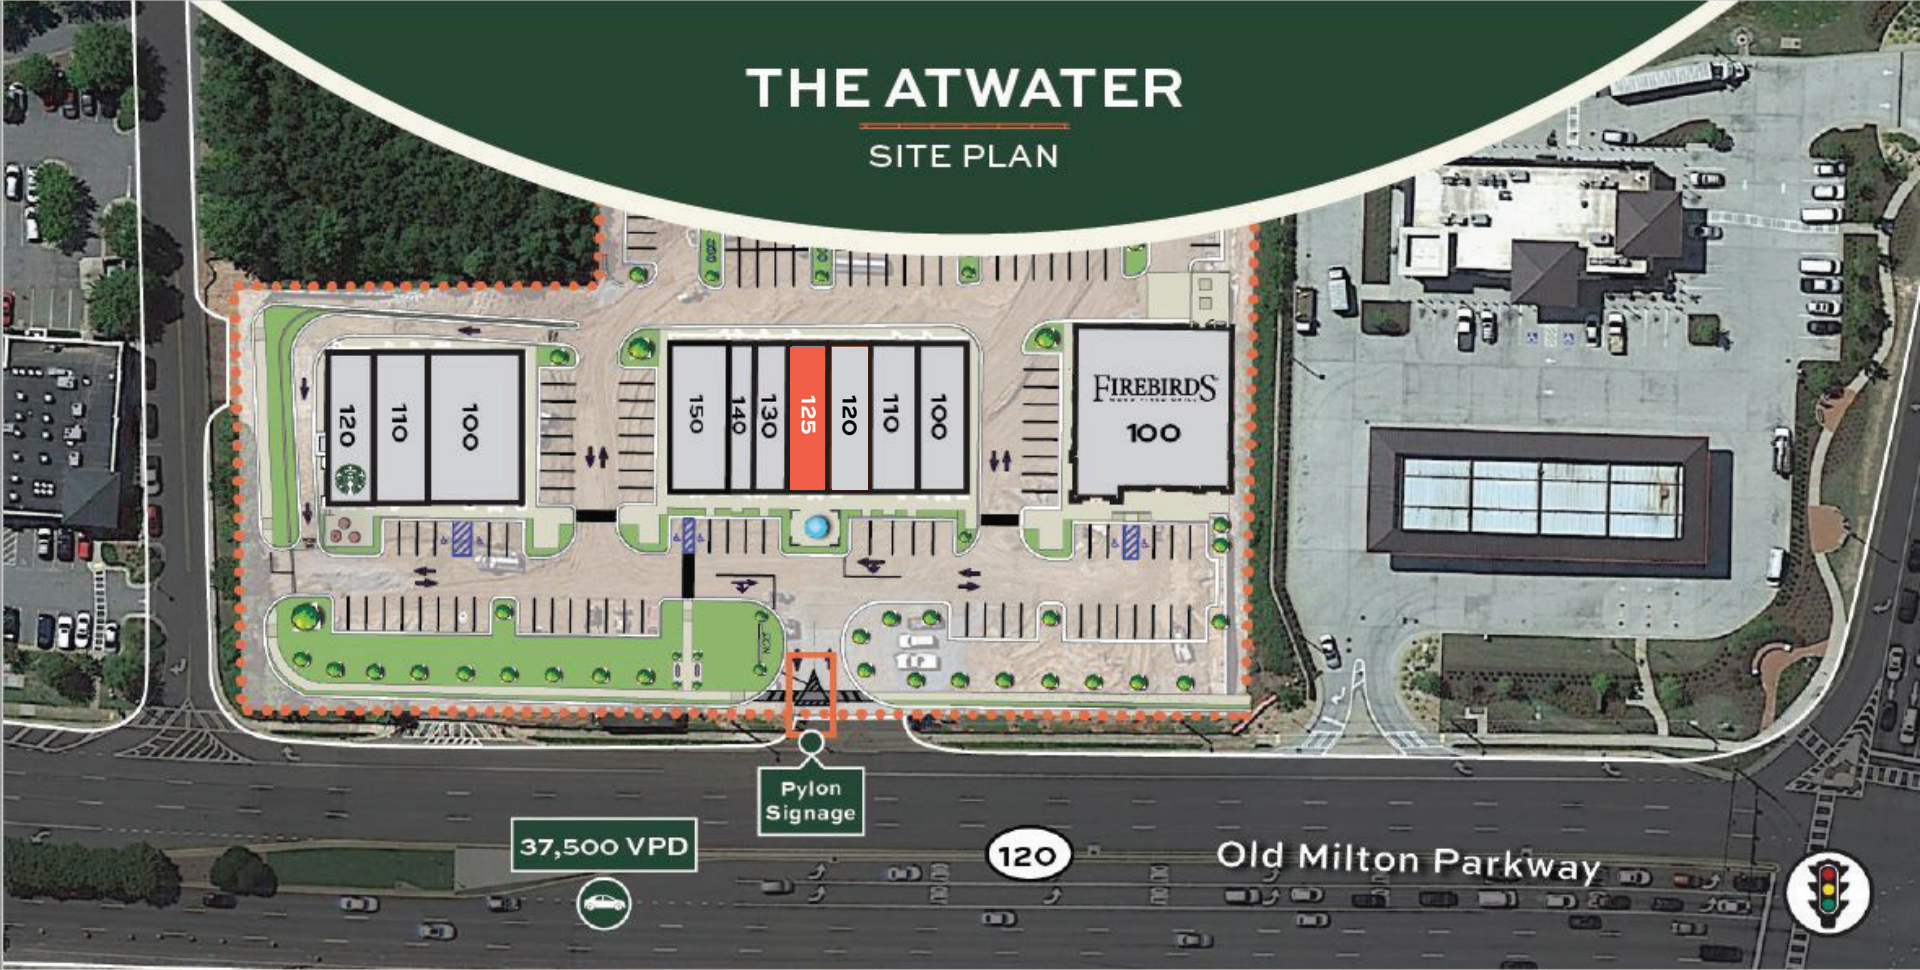 THE ATWATER
SITE PLAN
120
110
100
150
140
130
125
120
110
100
FIREBIRDS
100
Pylon
Signage
37,500 VPD
120
Old Milton Parkway